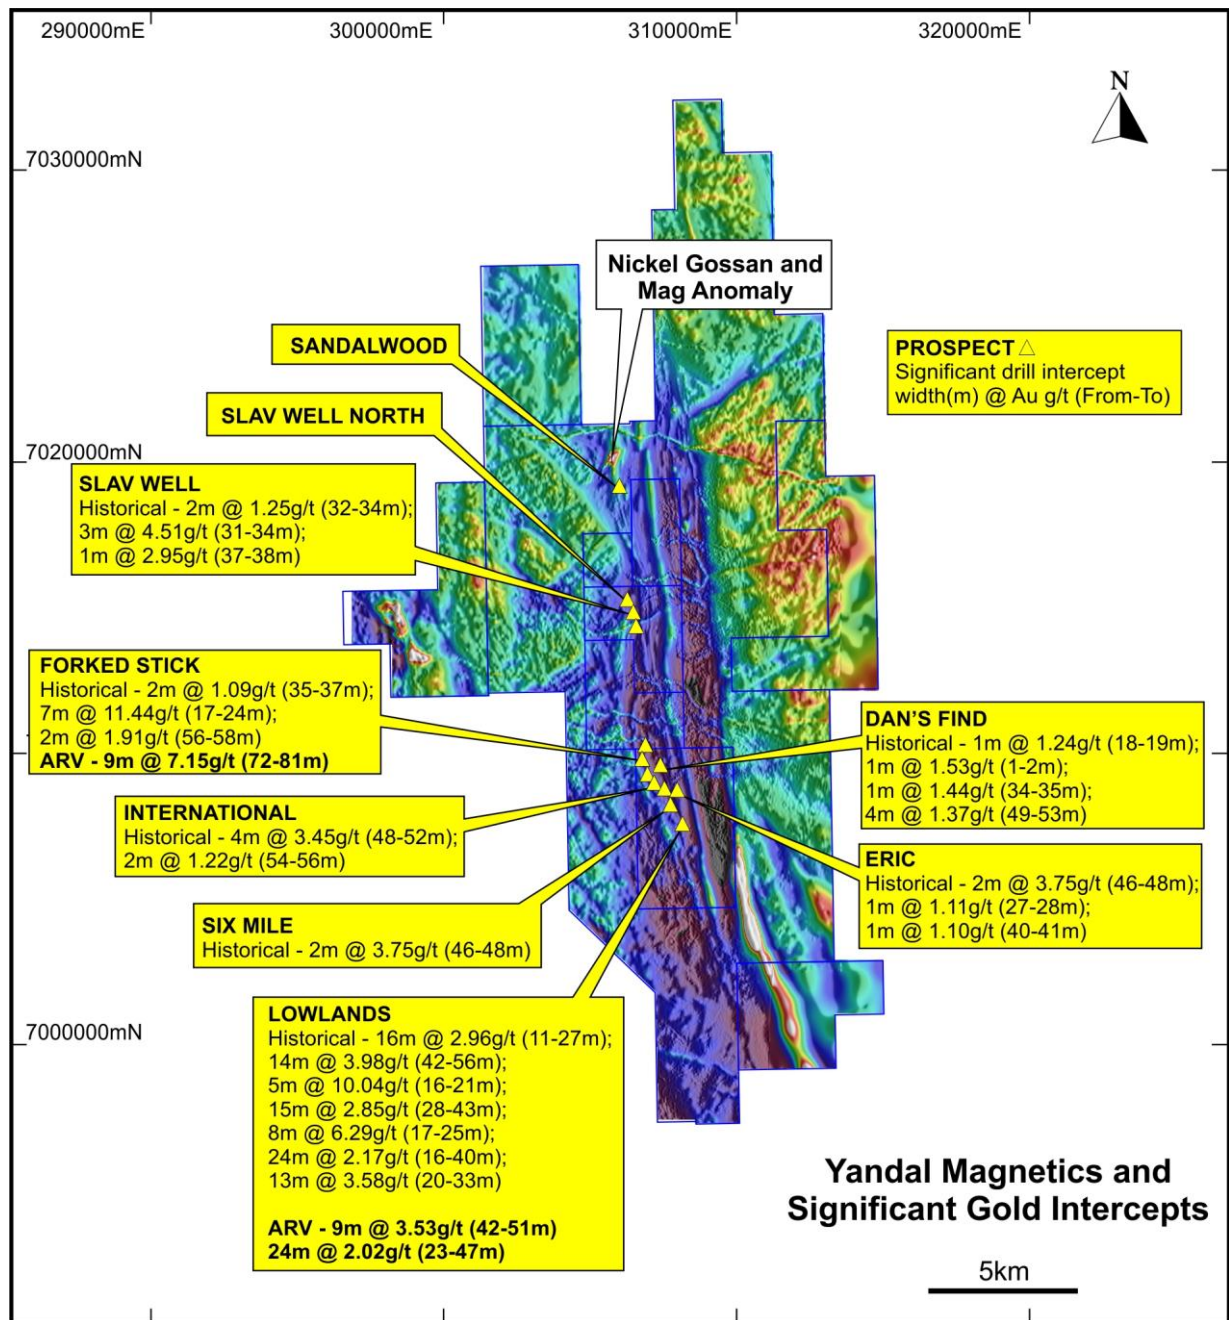 290000mE
300000mE
310000mE
320000mE
N
7030000mN
Nickel Gossan and
Mag Anomaly
SANDALWOOD
PROSPECT △
Significant drill intercept
width(m) @ Au g/t (From-To)
SLAV WELL NORTH
7020000mN
SLAV WELL
Historical - 2m @ 1.25g/t (32-34m);
3m @ 4.51g/t (31-34m);
1m @ 2.95g/t (37-38m)
FORKED STICK
Historical - 2m @ 1.09g/t (35-37m);
7m @ 11.44g/t (17-24m);
2m @ 1.91g/t (56-58m)
ARV - 9m @ 7.15g/t (72-81m)
DAN'S FIND
Historical - 1m @ 1.24g/t (18-19m);
1m @ 1.53g/t (1-2m);
1m @ 1.44g/t (34-35m);
4m @ 1.37g/t (49-53m)
INTERNATIONAL
Historical - 4m @ 3.45g/t (48-52m);
2m @ 1.22g/t (54-56m)
ERIC
Historical - 2m @ 3.75g/t (46-48m);
1m @ 1.11g/t (27-28m);
1m @ 1.10g/t (40-41m)
SIX MILE
Historical - 2m @ 3.75g/t (46-48m)
LOWLANDS
Historical - 16m @ 2.96g/t (11-27m);
14m @ 3.98g/t (42-56m);
5m @ 10.04g/t (16-21m);
15m @ 2.85g/t (28-43m);
8m @ 6.29g/t (17-25m);
24m @ 2.17g/t (16-40m);
13m @ 3.58g/t (20-33m)
ARV - 9m @ 3.53g/t (42-51m)
24m @ 2.02g/t (23-47m)
7000000mN
Yandal Magnetics and
Significant Gold Intercepts
5km